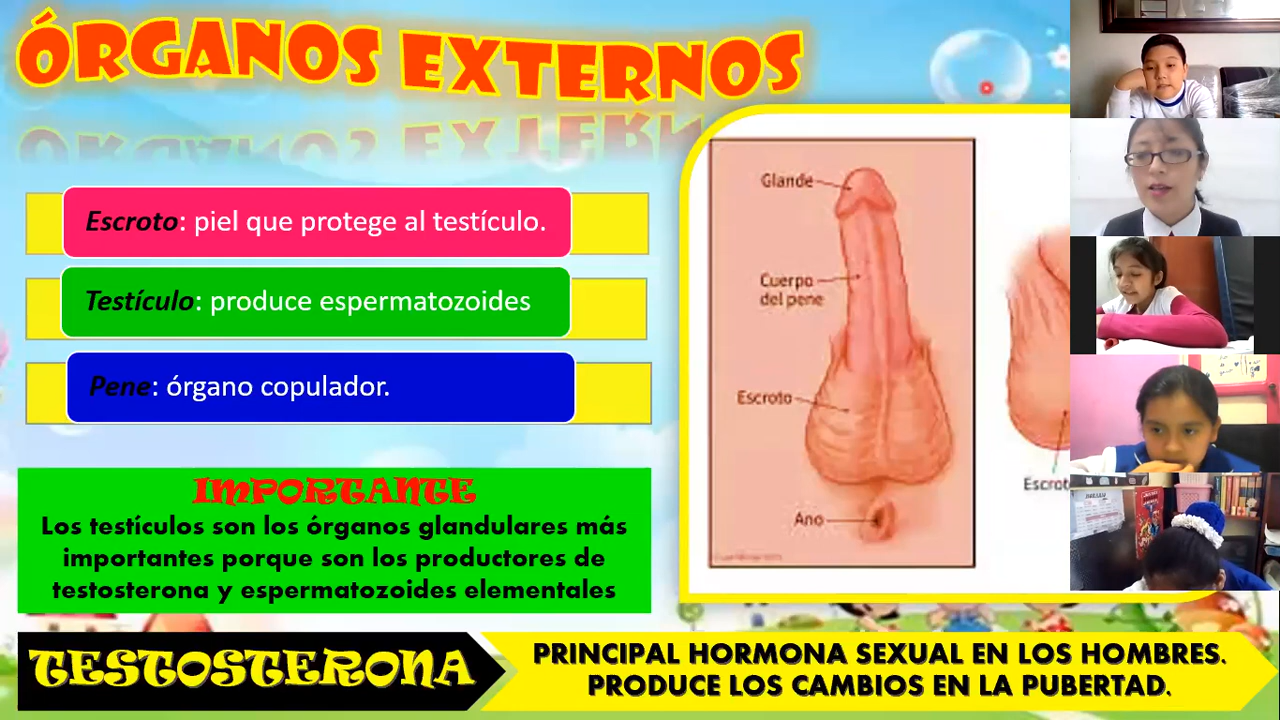 ÓRGANOS EXTERNOS
Escroto: piel que protege al testículo.
Testículo: produce espermatozoides
Pene: órgano copulador.
IMPORTANTE
Los testículos son los órganos glandulares más
importantes porque son los productores de
testosterona y espermatozoides elementales
Glande
Cuerpo
del pene
Escroto
Ano
Escrot
TESTOSTERONA
PRINCIPAL HORMONA SEXUAL EN LOS HOMBRES.
PRODUCE LOS CAMBIOS EN LA PUBERTAD.